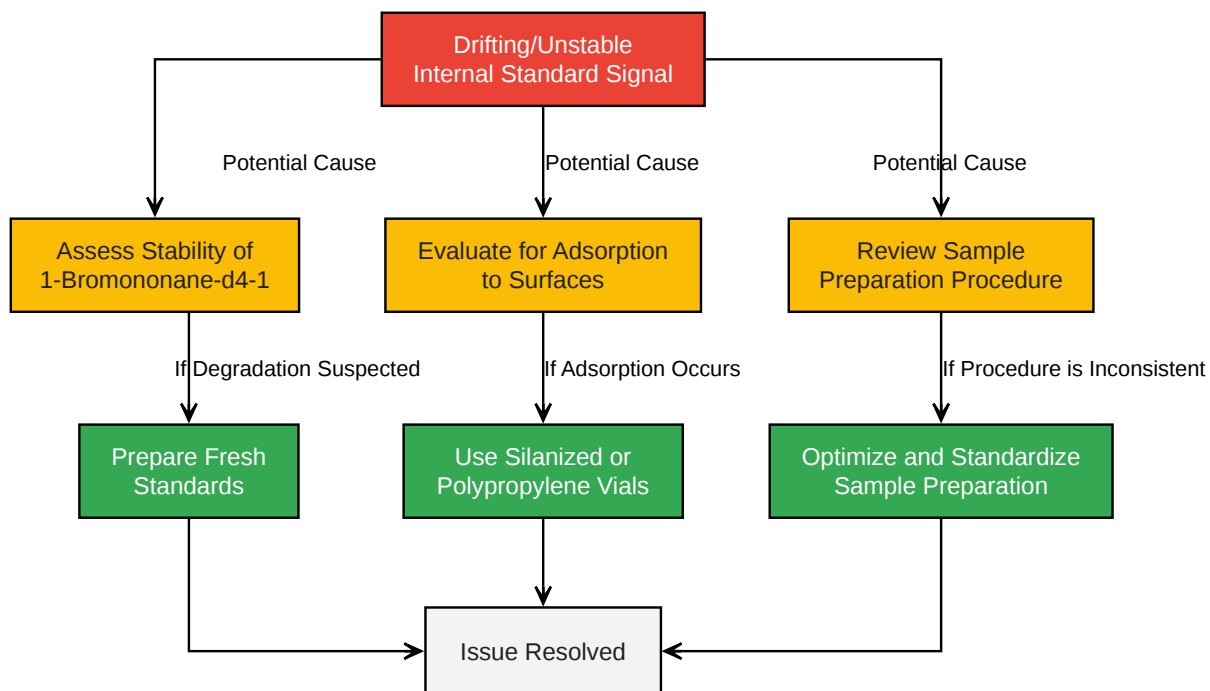 Drifting/Unstable
Internal Standard Signal
Potential Cause
Potential Cause
Potential Cause
Assess Stability of
1-Bromononane-d4-1
Evaluate for Adsorption
to Surfaces
Review Sample
Preparation Procedure
If Degradation Suspected
If Adsorption Occurs
If Procedure is Inconsistent
Prepare Fresh
Standards
Use Silanized or
Polypropylene Vials
Optimize and Standardize
Sample Preparation
Issue Resolved